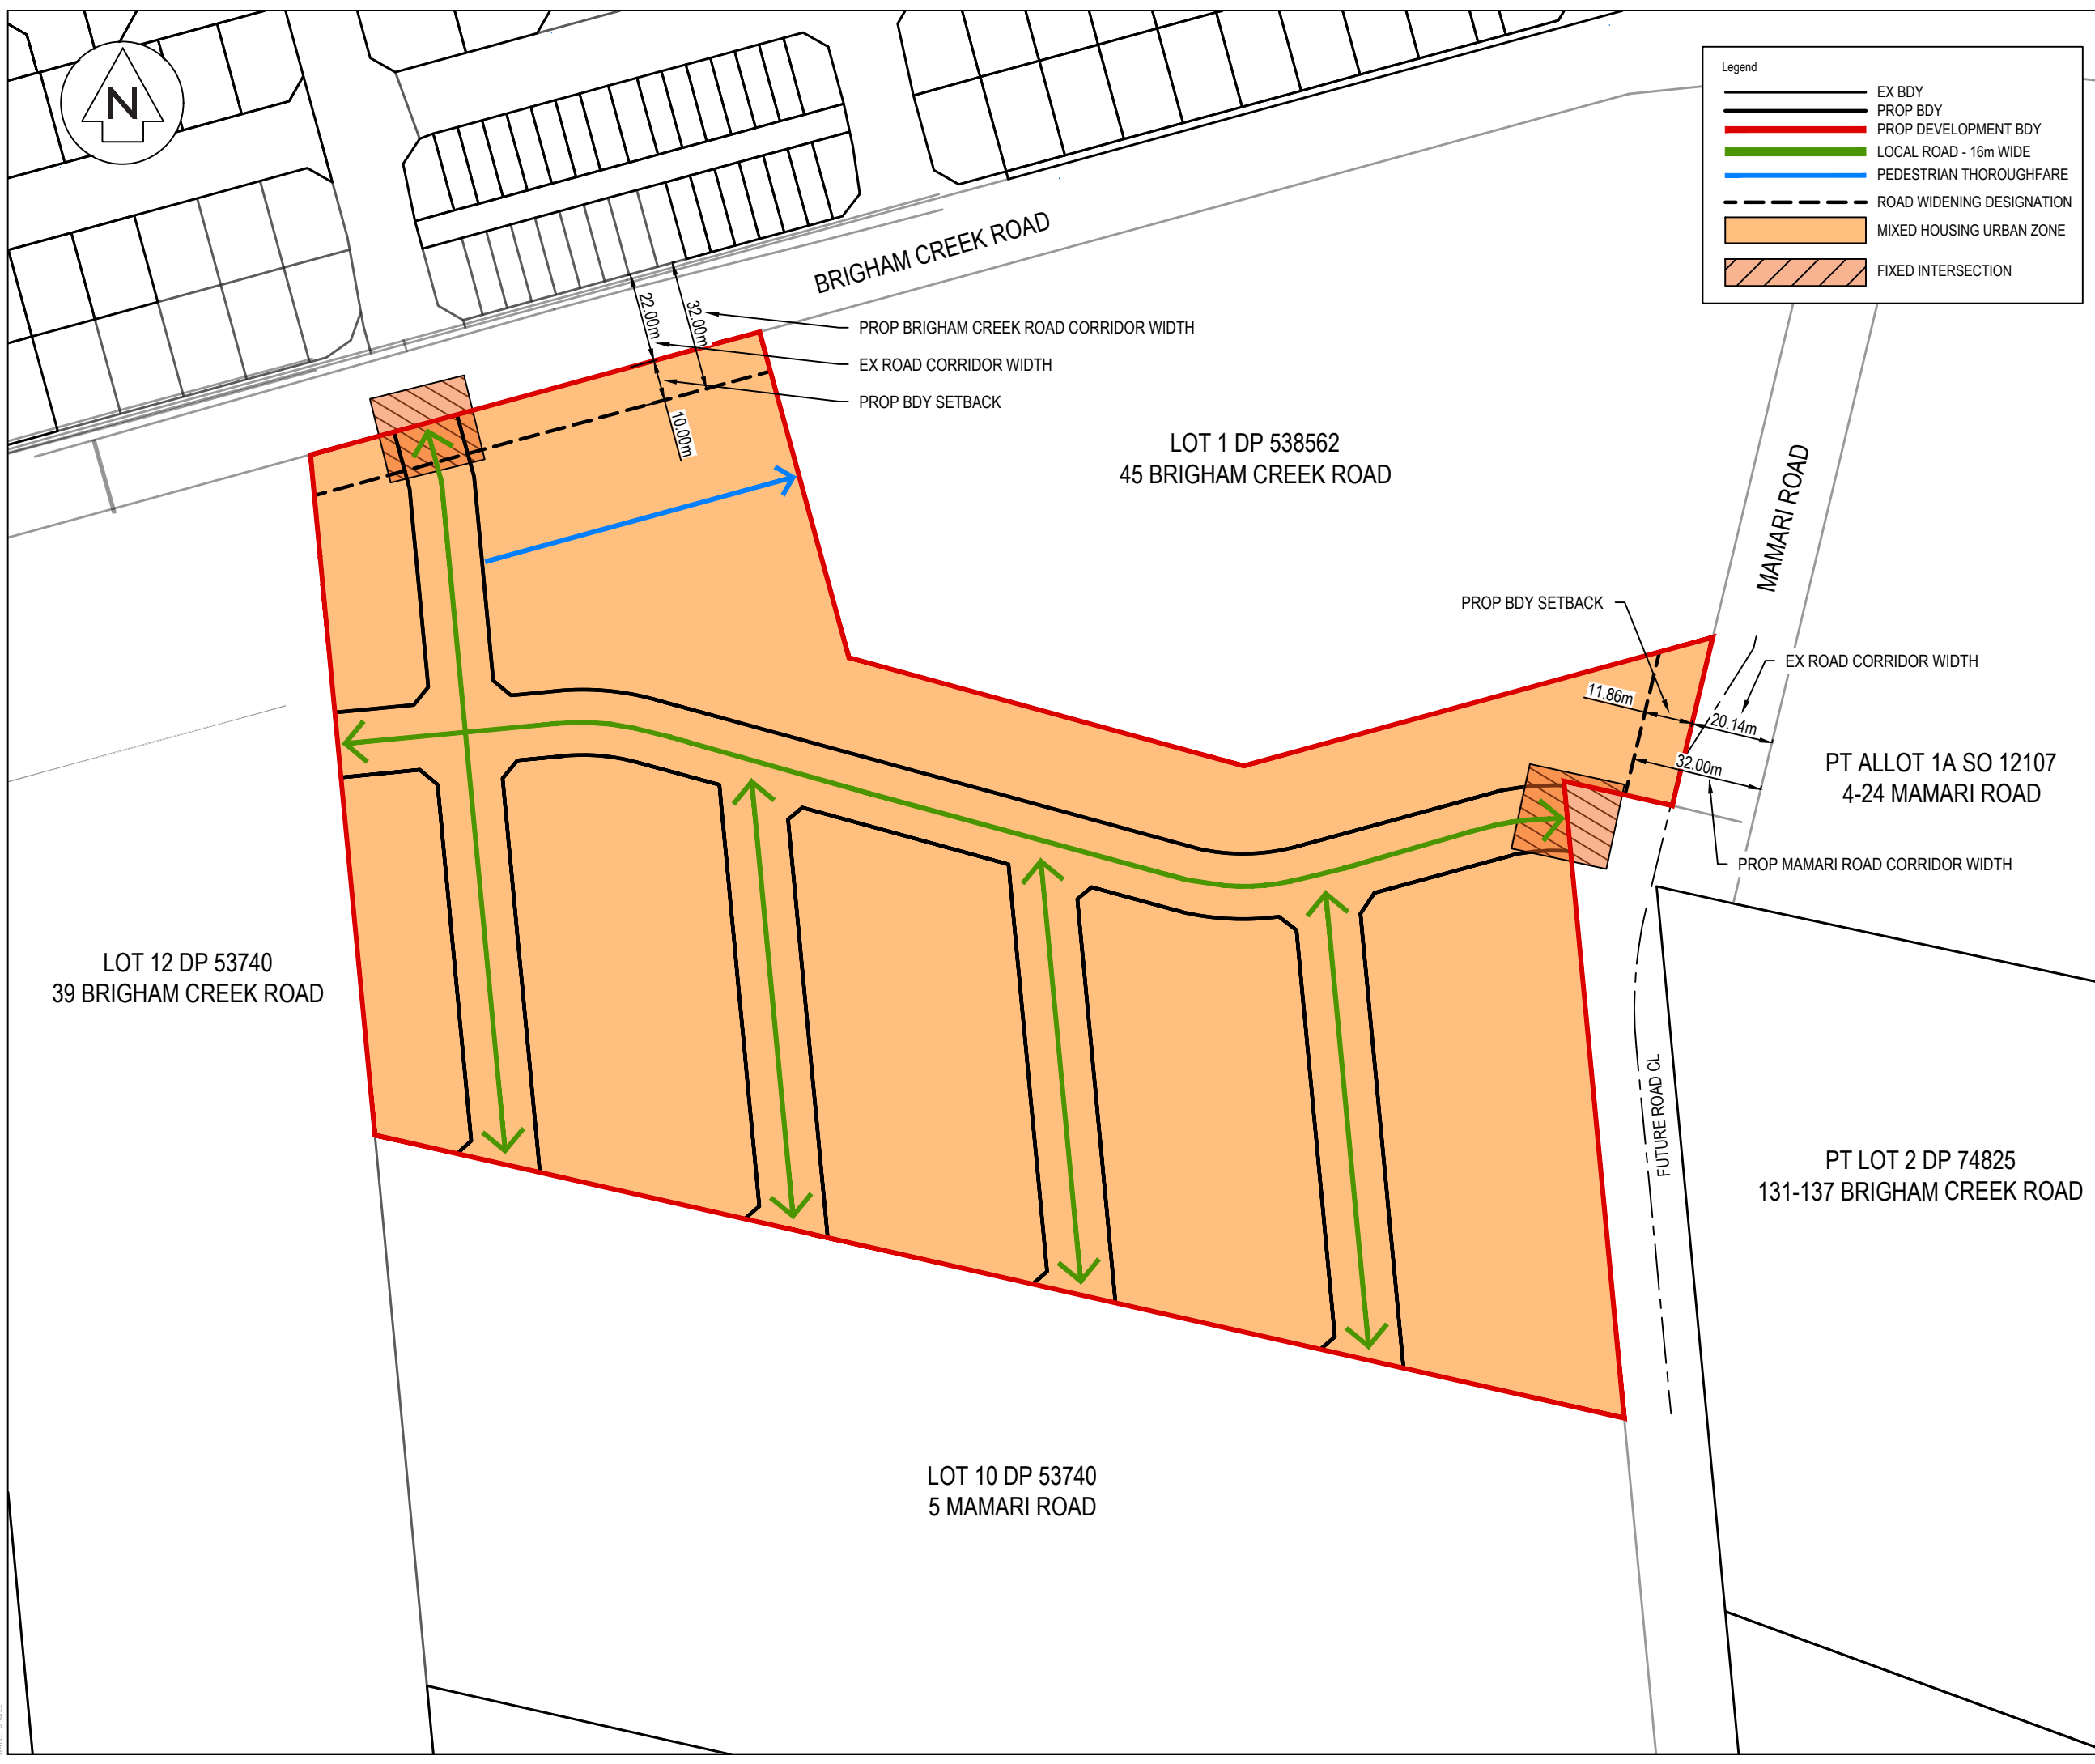 N
Legend
EX BDY
PROP BDY
PROP DEVELOPMENT BDY
LOCAL ROAD - 16m WIDE
PEDESTRIAN THOROUGHFARE
ROAD WIDENING DESIGNATION
MIXED HOUSING URBAN ZONE
FIXED INTERSECTION
BRIGHAM CREEK ROAD
22.00m
32.00m
PROP BRIGHAM CREEK ROAD CORRIDOR WIDTH
EX ROAD CORRIDOR WIDTH
PROP BDY SETBACK
10.00m
LOT 1 DP 538562
45 BRIGHAM CREEK ROAD
MAMARI ROAD
PROP BDY SETBACK
EX ROAD CORRIDOR WIDTH
11.86m
20.14m
32.00m
PT ALLOT 1A SO 12107
4-24 MAMARI ROAD
PROP MAMARI ROAD CORRIDOR WIDTH
LOT 12 DP 53740
39 BRIGHAM CREEK ROAD
FUTURE ROAD CL
PT LOT 2 DP 74825
131-137 BRIGHAM CREEK ROAD
LOT 10 DP 53740
5 MAMARI ROAD